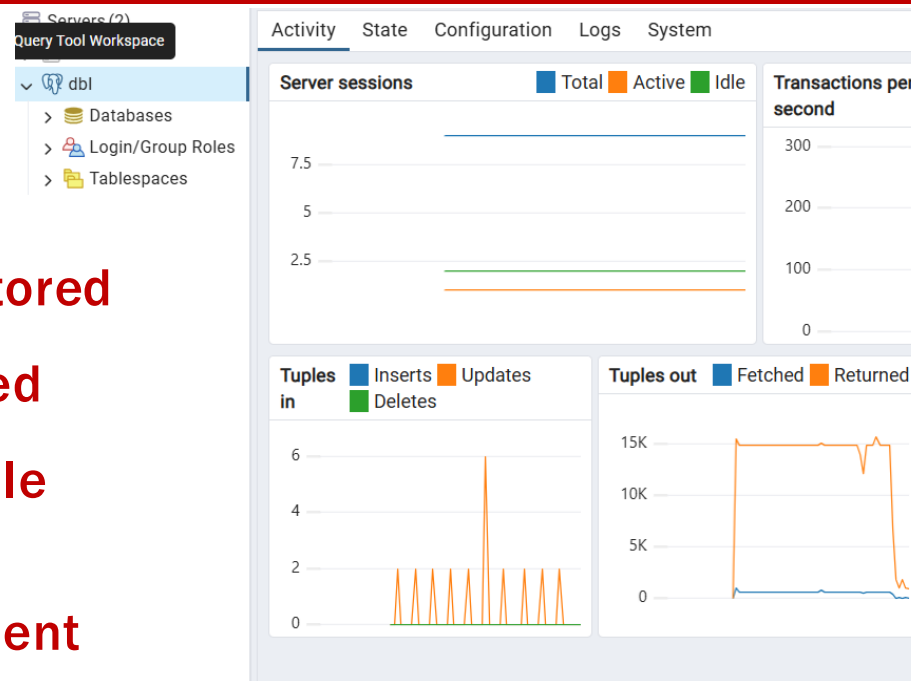 Servers (2)
Query Tool Workspace
dbl
Databases
Login/Group Roles
Tablespaces
tored
ed
le
ent
Activity State Configuration Logs System
Server sessions Total Active Idle
7.5
5
2.5
Transactions per
second
300
200
100
0
Tuples Inserts Updates
in Deletes
6
4
2
0
Tuples out Fetched Returned
15K
10K
5K
0